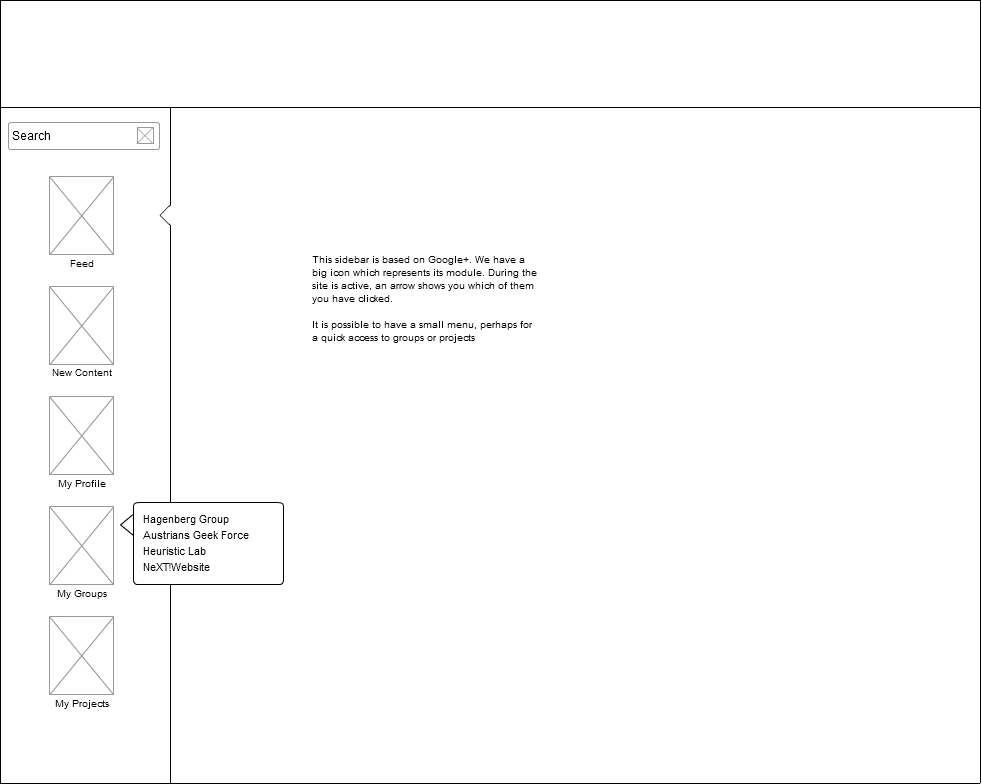 Search
Feed
New Content
My Profile
My Groups
My Projects
Hagenberg Group
Austrians Geek Force
Heuristic Lab
NeXT!Website
This sidebar is based on Google+. We have a
big icon which represents its module. During the
site is active, an arrow shows you which of them
you have clicked.
It is possible to have a small menu, perhaps for
a quick access to groups or projects